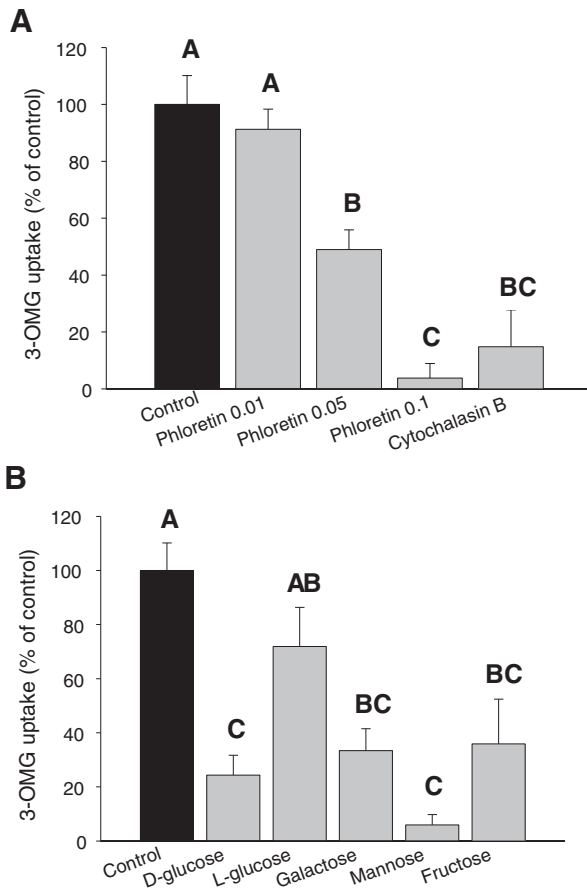 A
3-OMG uptake (% of control)
120
100
80
60
40
20
0
A
A
B
C
BC
Control
Phloretin 0.01
Phloretin 0.05
Phloretin 0.1
Cytochalasin B
B
3-OMG uptake (% of control)
120
100
80
60
40
20
0
A
C
AB
BC
C
BC
Control
D-glucose
L-glucose
Galactose
Mannose
Fructose